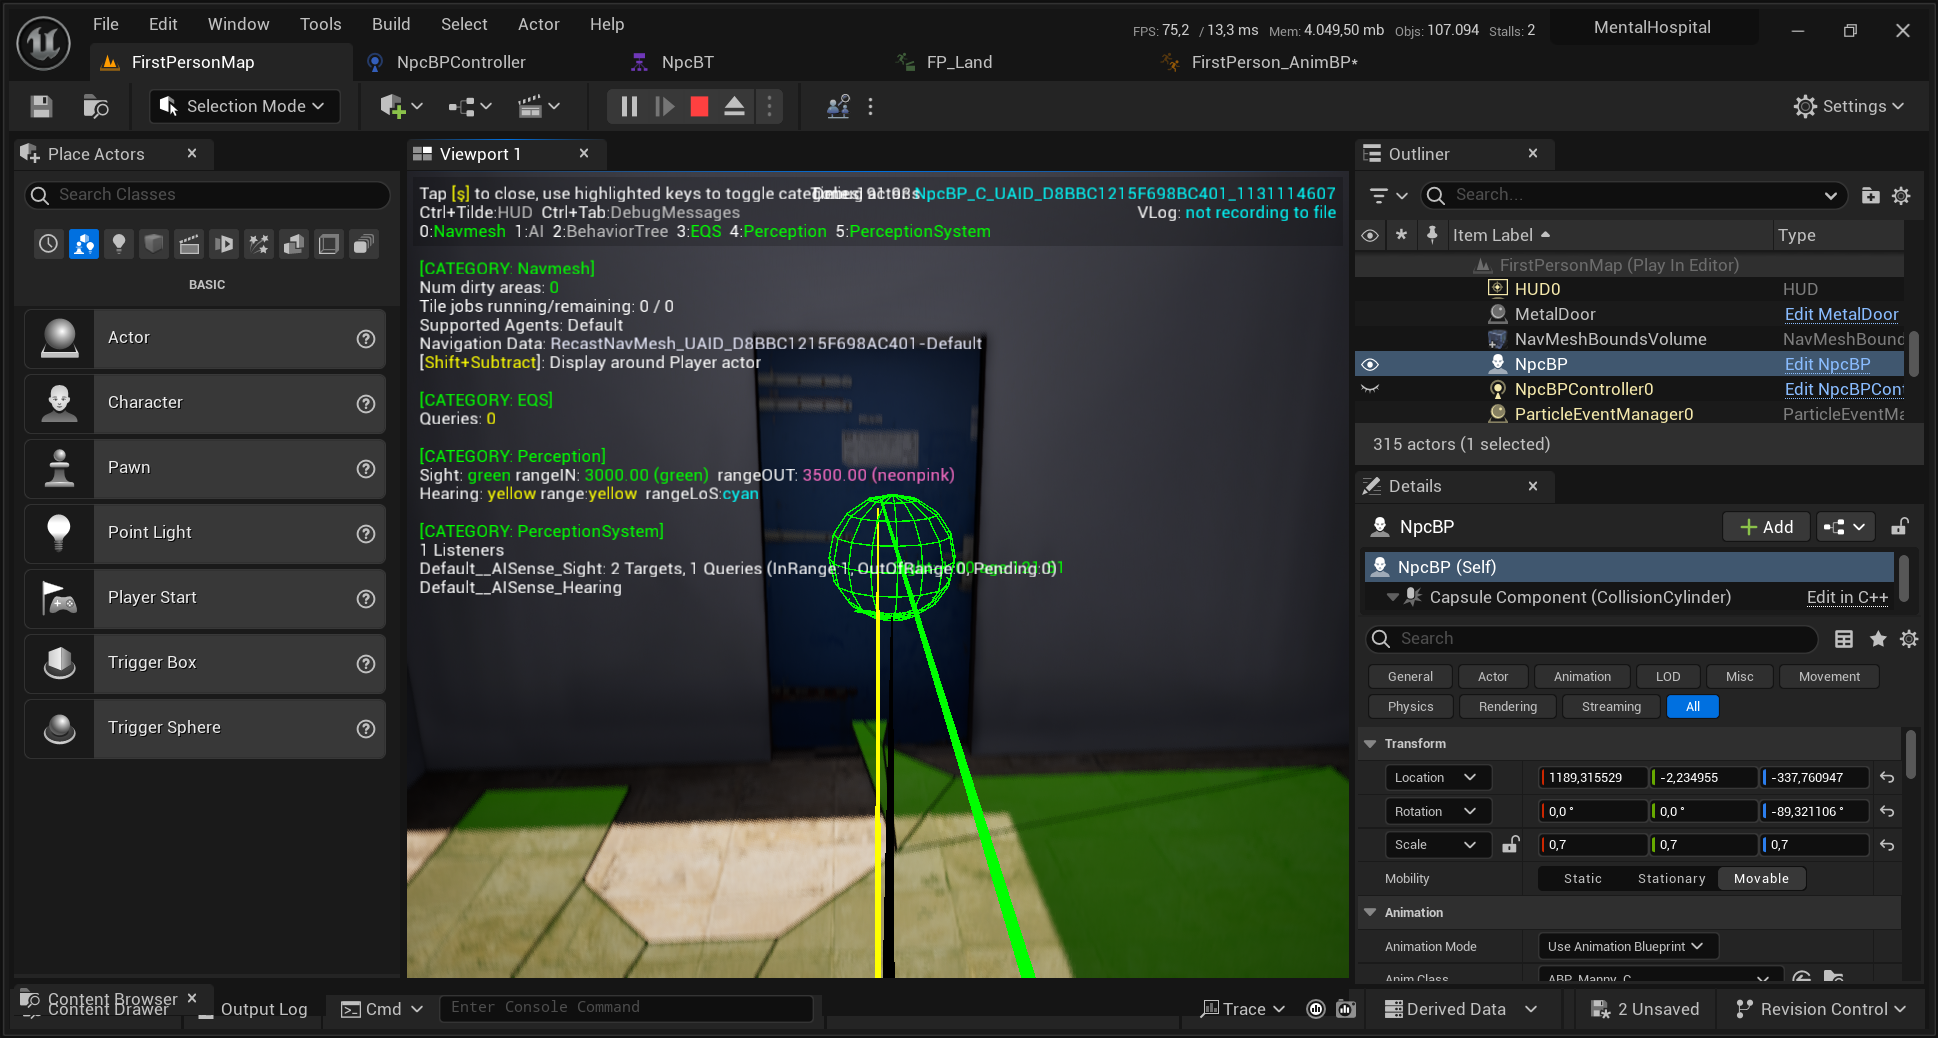 File Edit Window Tools Build Select Actor Help
FPS: 75,2 / 13,3 ms Mem: 4.049,50 mb Objs: 107.094 Stalls: 2
MentalHospital
FirstPersonMap
NpcBPController
NpcBT
FP_Land
FirstPerson_AnimBP*
Selection Mode
Settings
Place Actors
Search Classes
BASIC
Actor
Character
Pawn
Point Light
Player Start
Trigger Box
Trigger Sphere
Viewport 1
Tap [ş] to close, use highlighted keys to toggle categories
NpcBP_C_UAID_D8BBC1215F698BC401_1131114607
Ctrl+Tilde:HUD Ctrl+Tab:DebugMessages
VLog: not recording to file
0:Navmesh 1:AI 2:BehaviorTree 3:EQS 4:Perception 5:PerceptionSystem
[CATEGORY: Navmesh]
Num dirty areas: 0
Tile jobs running/remaining: 0 / 0
Supported Agents: Default
Navigation Data: RecastNavMesh_UAID_D8BBC1215F698AC401-Default
[Shift+Subtract]: Display around Player actor
[CATEGORY: EQS]
Queries: 0
[CATEGORY: Perception]
Sight: green rangeIN: 3000.00 (green) rangeOUT: 3500.00 (neonpink)
Hearing: yellow range:yellow rangeLoS:cyan
[CATEGORY: PerceptionSystem]
1 Listeners
Default__AISense_Sight: 2 Targets, 1 Queries (InRange 1, OutOfRange 0, Pending 0)
Default__AISense_Hearing
Outliner
Search...
Item Label Type
FirstPersonMap (Play In Editor)
HUD0 HUD
MetalDoor Edit MetalDoor
NavMeshBoundsVolume NavMeshBound
NpcBP Edit NpcBP
NpcBPController0 Edit NpcBPCont
ParticleEventManager0 ParticleEventMa
315 actors (1 selected)
Details
NpcBP
Add
NpcBP (Self)
Capsule Component (CollisionCylinder) Edit in C++
Search
General Actor Animation LOD Misc Movement
Physics Rendering Streaming All
Transform
Location 1189,315529 -2,234955 -337,760947
Rotation 0,0 ° 0,0 ° -89,321106 °
Scale 0,7 0,7 0,7
Mobility Static Stationary Movable
Animation
Animation Mode Use Animation Blueprint
Anim Class ABP_Manny_C
Content Browser
Content Drawer
Output Log
Cmd
Enter Console Command
Trace
Derived Data
2 Unsaved
Revision Control